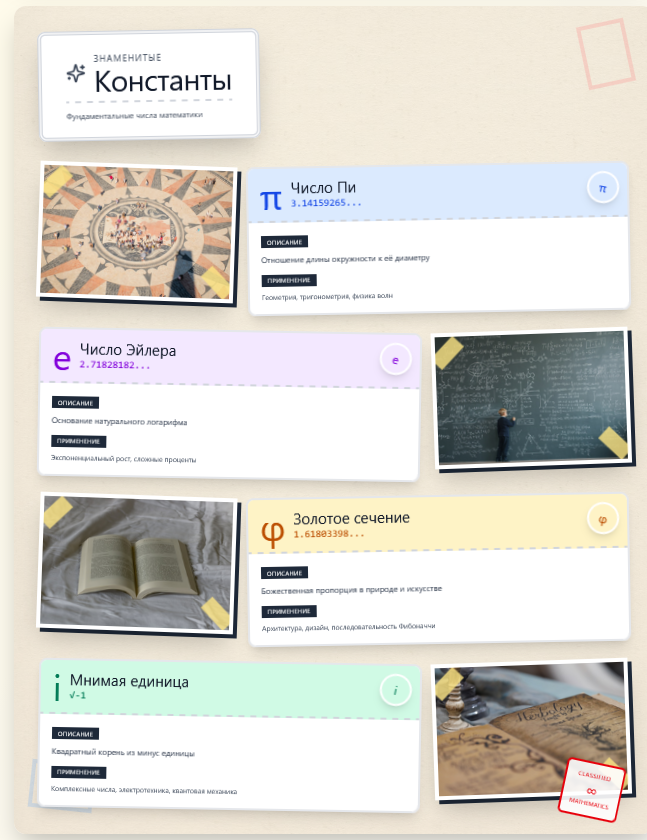 ЗНАМЕНИТЫЕ
Константы
Фундаментальные числа математики
π Число Пи
3.14159265...
π
ОПИСАНИЕ
Отношение длины окружности к её диаметру
ПРИМЕНЕНИЕ
Геометрия, тригонометрия, физика волн
e Число Эйлера
2.71828182...
e
ОПИСАНИЕ
Основание натурального логарифма
ПРИМЕНЕНИЕ
Экспоненциальный рост, сложные проценты
φ Золотое сечение
1.61803398...
φ
ОПИСАНИЕ
Божественная пропорция в природе и искусстве
ПРИМЕНЕНИЕ
Архитектура, дизайн, последовательность Фибоначчи
i Мнимая единица
√-1
i
ОПИСАНИЕ
Квадратный корень из минус единицы
ПРИМЕНЕНИЕ
Комплексные числа, электротехника, квантовая механика
Herbology
CLASSIFIED
∞
MATHEMATICS